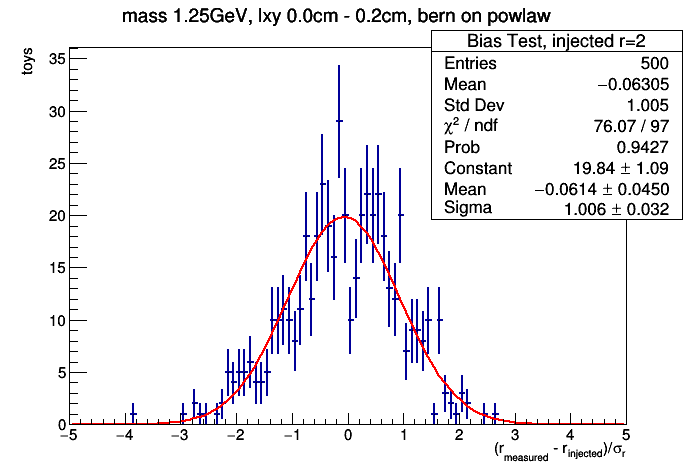 mass 1.25GeV, lxy 0.0cm - 0.2cm, bern on powlaw
Bias Test, injected r=2
Entries 500
Mean −0.06305
Std Dev 1.005
χ² / ndf 76.07 / 97
Prob 0.9427
Constant 19.84 ± 1.09
Mean −0.0614 ± 0.0450
Sigma 1.006 ± 0.032
toys
35
30
25
20
15
10
5
0
−5 −4 −3 −2 −1 0 1 2 3 4 5
(r_measured - r_injected)/σ_r